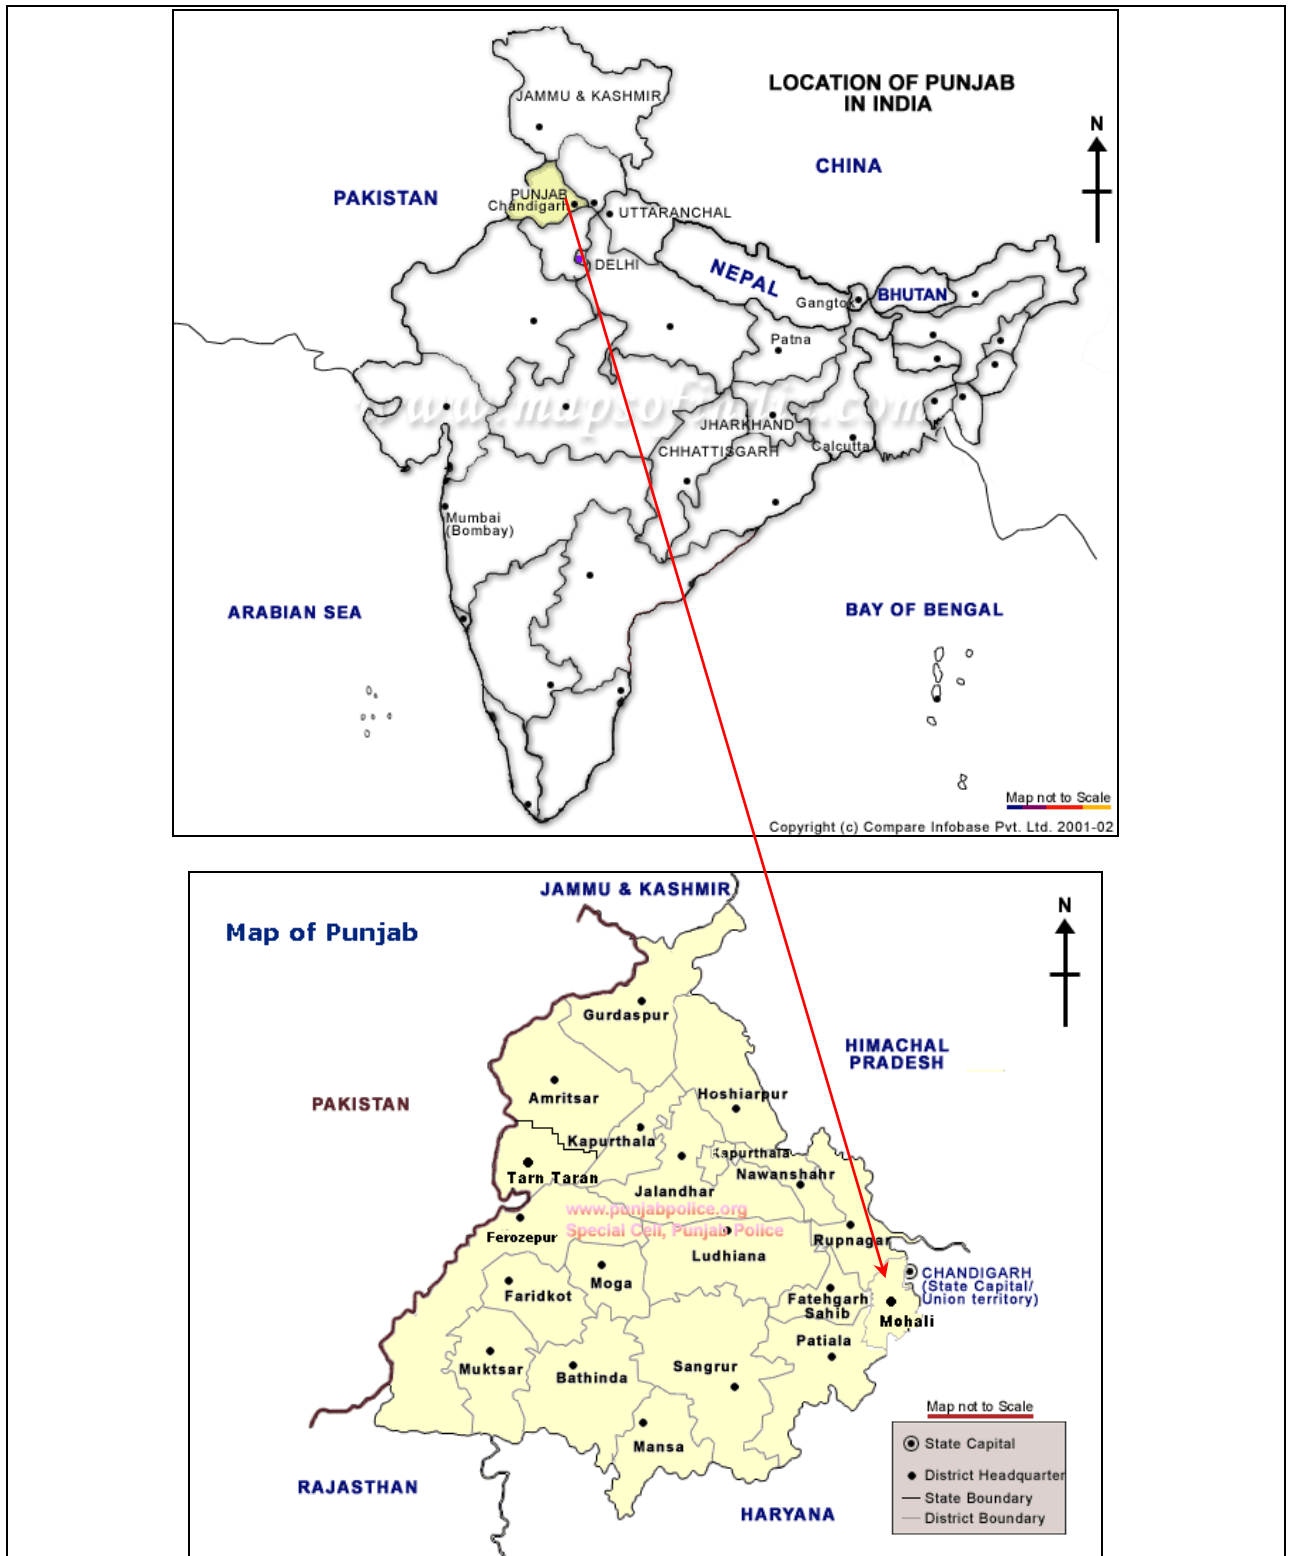 LOCATION OF PUNJAB
IN INDIA
N
JAMMU & KASHMIR
CHINA
PAKISTAN
PUNJAB
Chandigarh
UTTARANCHAL
DELHI
NEPAL
Gangtok
BHUTAN
Patna
www.mapsofindia.com
JHARKHAND
Calcutta
CHHATTISGARH
Mumbai
(Bombay)
ARABIAN SEA
BAY OF BENGAL
Map not to Scale
Copyright (c) Compare Infobase Pvt. Ltd. 2001-02
JAMMU & KASHMIR
Map of Punjab
N
Gurdaspur
HIMACHAL
PRADESH
PAKISTAN
Amritsar
Hoshiarpur
Kapurthala
Kapurthala
Tarn Taran
Nawanshahr
Jalandhar
www.punjabpolice.org
Special Cell, Punjab Police
Ferozepur
Rupnagar
Ludhiana
CHANDIGARH
(State Capital/
Union territory)
Moga
Faridkot
Fatehgarh
Sahib
Mohali
Patiala
Muktsar
Bathinda
Sangrur
Mansa
Map not to Scale
State Capital
District Headquarter
State Boundary
District Boundary
RAJASTHAN
HARYANA